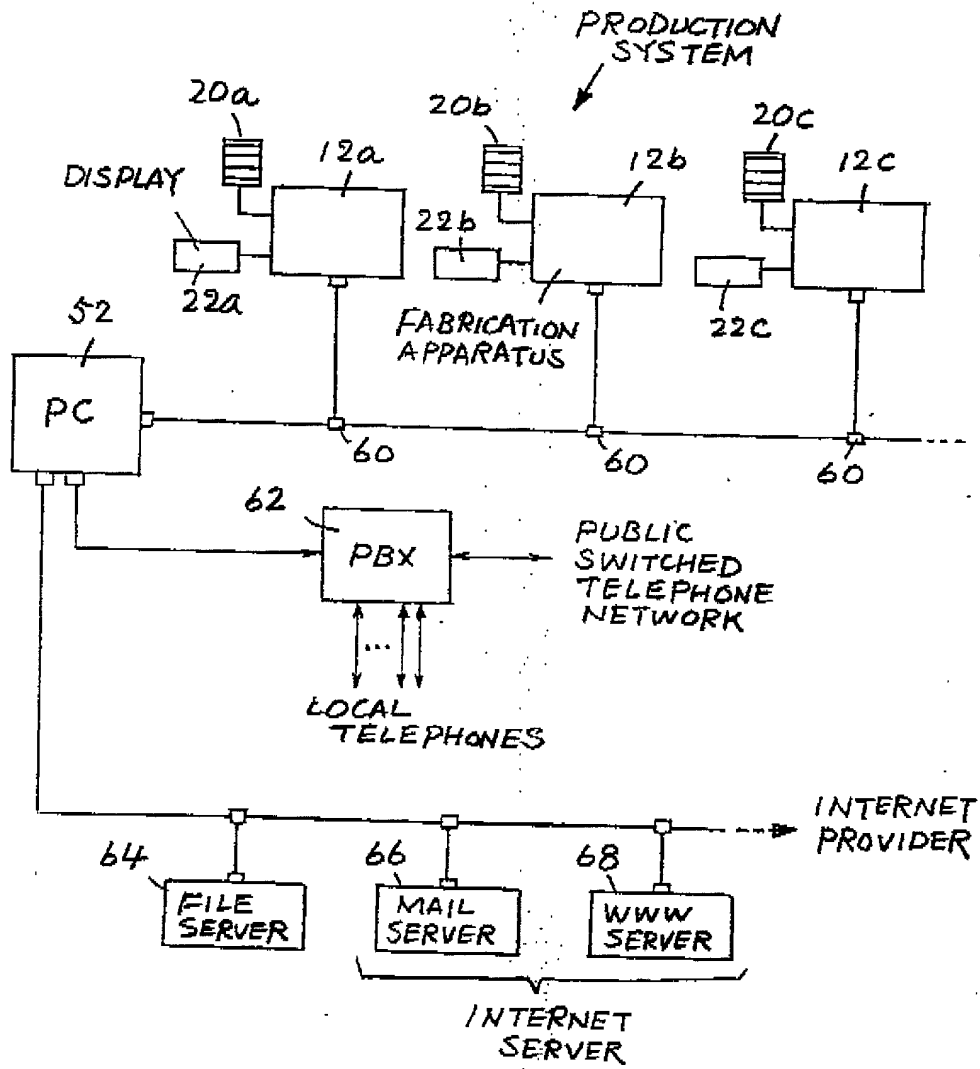 PRODUCTION
SYSTEM
20a
20b
20c
12a
12b
12c
DISPLAY
22a
22b
22c
FABRICATION
APPARATUS
52
PC
60
60
60
62
PBX
PUBLIC
SWITCHED
TELEPHONE
NETWORK
...
LOCAL
TELEPHONES
INTERNET
PROVIDER
64
FILE
SERVER
66
MAIL
SERVER
68
WWW
SERVER
INTERNET
SERVER